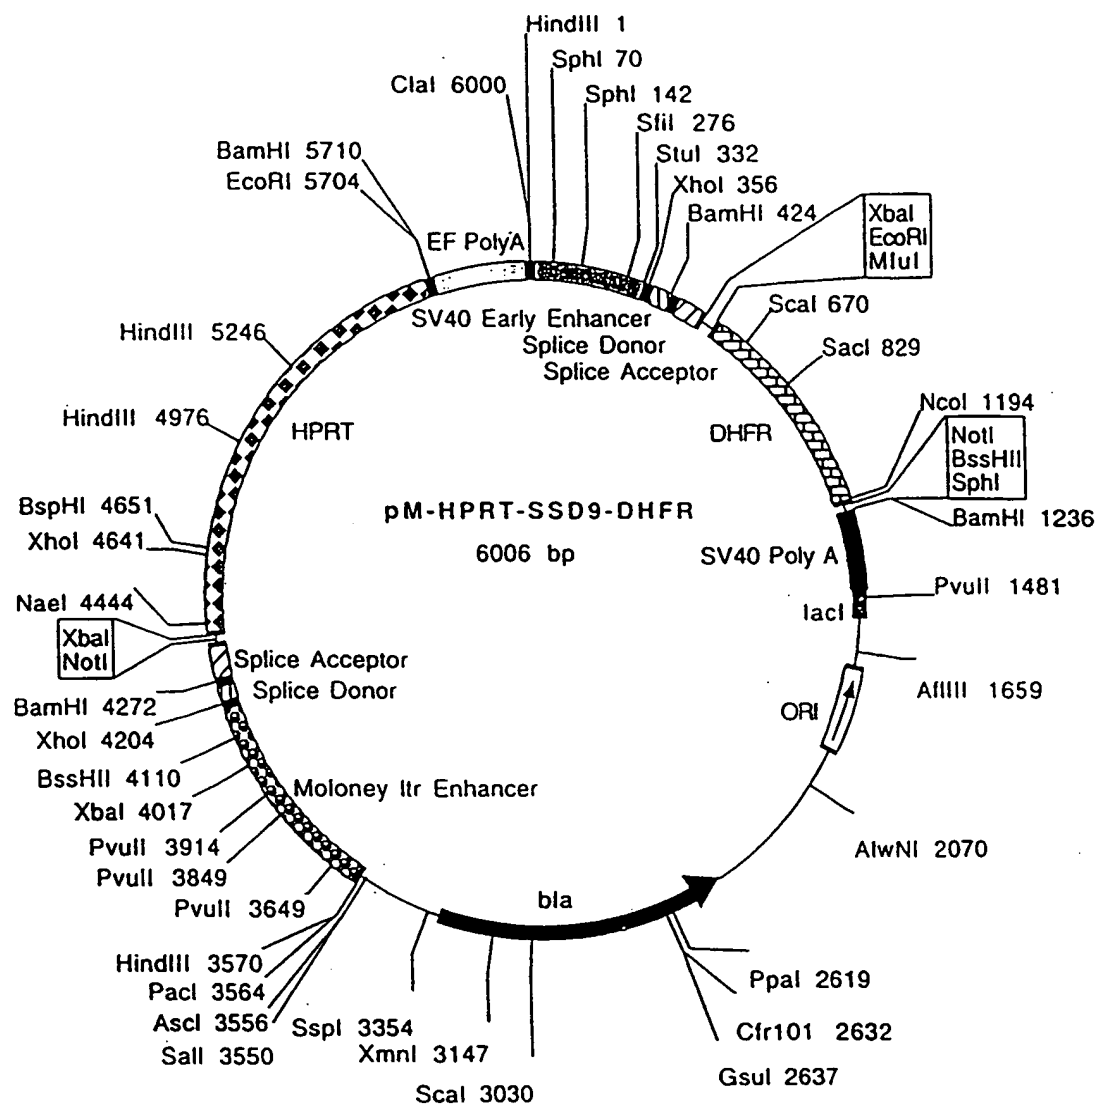 HindIII 1
SphI 70
ClaI 6000
SphI 142
SfiI 276
StuI 332
XhoI 356
BamHI 424
BamHI 5710
EcoRI 5704
XbaI
EcoRI
MluI
EF PolyA
ScaI 670
SV40 Early Enhancer
Splice Donor
Splice Acceptor
HindIII 5246
SacI 829
NcoI 1194
HindIII 4976
HPRT
DHFR
NotI
BssHII
SphI
BspHI 4651
XhoI 4641
pM-HPRT-SSD9-DHFR
6006 bp
BamHI 1236
SV40 Poly A
PvuII 1481
lacI
NaeI 4444
XbaI
NotI
Splice Acceptor
Splice Donor
AflIII 1659
ORI
BamHI 4272
XhoI 4204
BssHII 4110
XbaI 4017
Moloney ltr Enhancer
PvuII 3914
PvuII 3849
PvuII 3649
AlwNI 2070
bla
HindIII 3570
PacI 3564
AscI 3556
SalI 3550
SspI 3354
XmnI 3147
ScaI 3030
PpaI 2619
Cfr101 2632
GsuI 2637